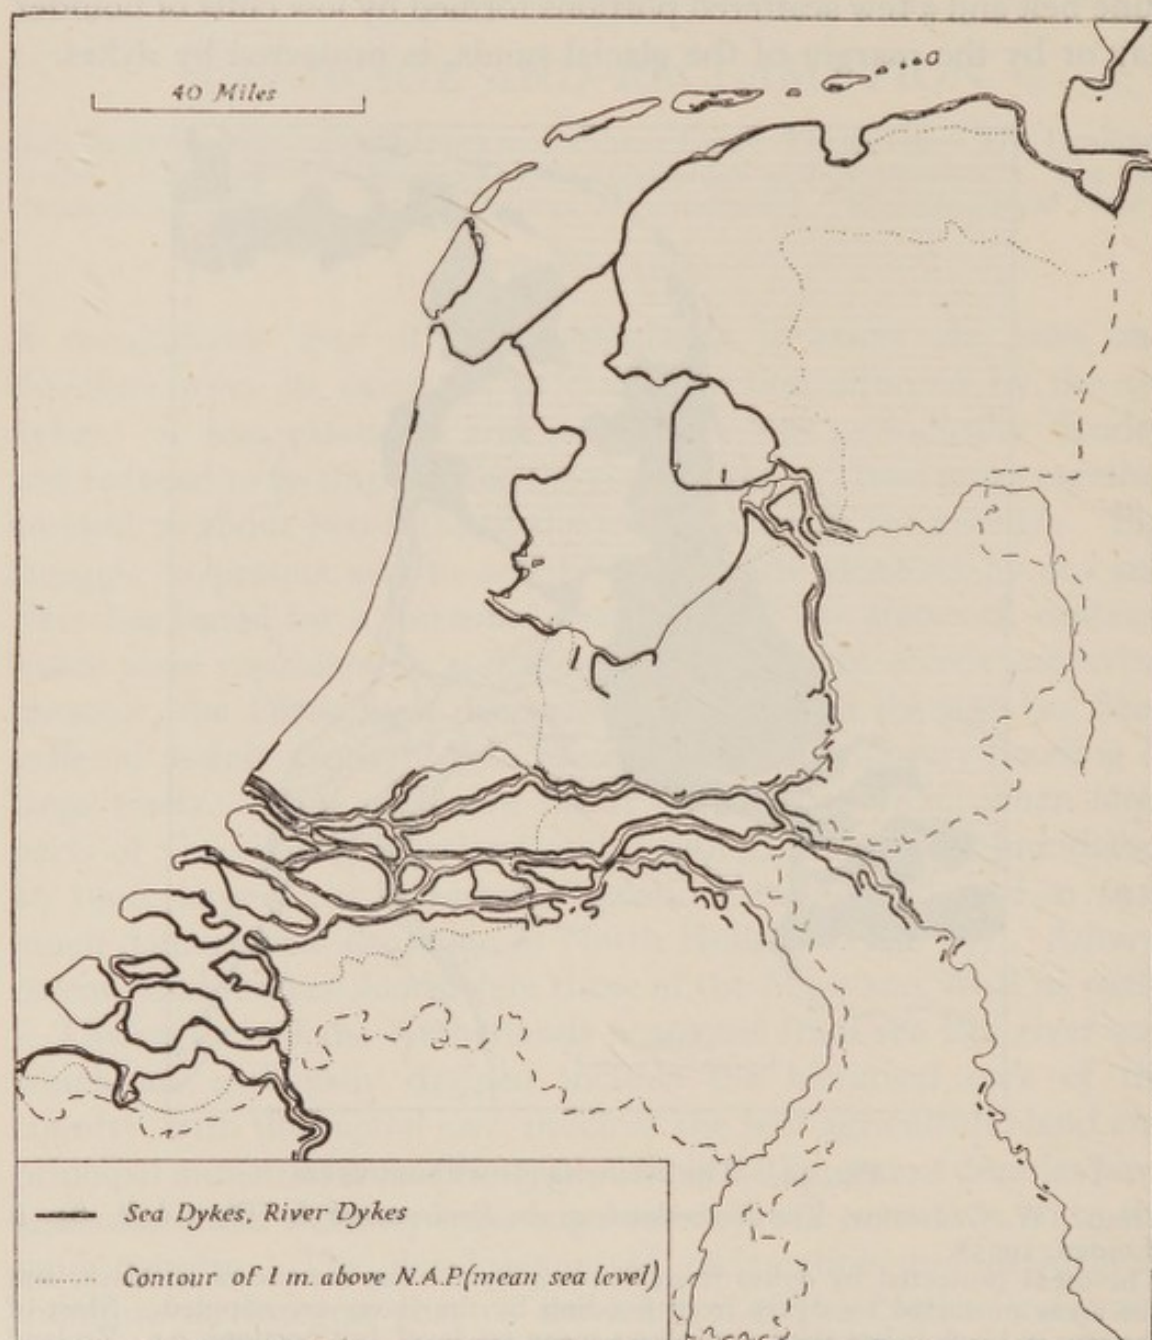 40 Miles
Sea Dykes, River Dykes
Contour of 1 m. above N.A.P.(mean sea level)